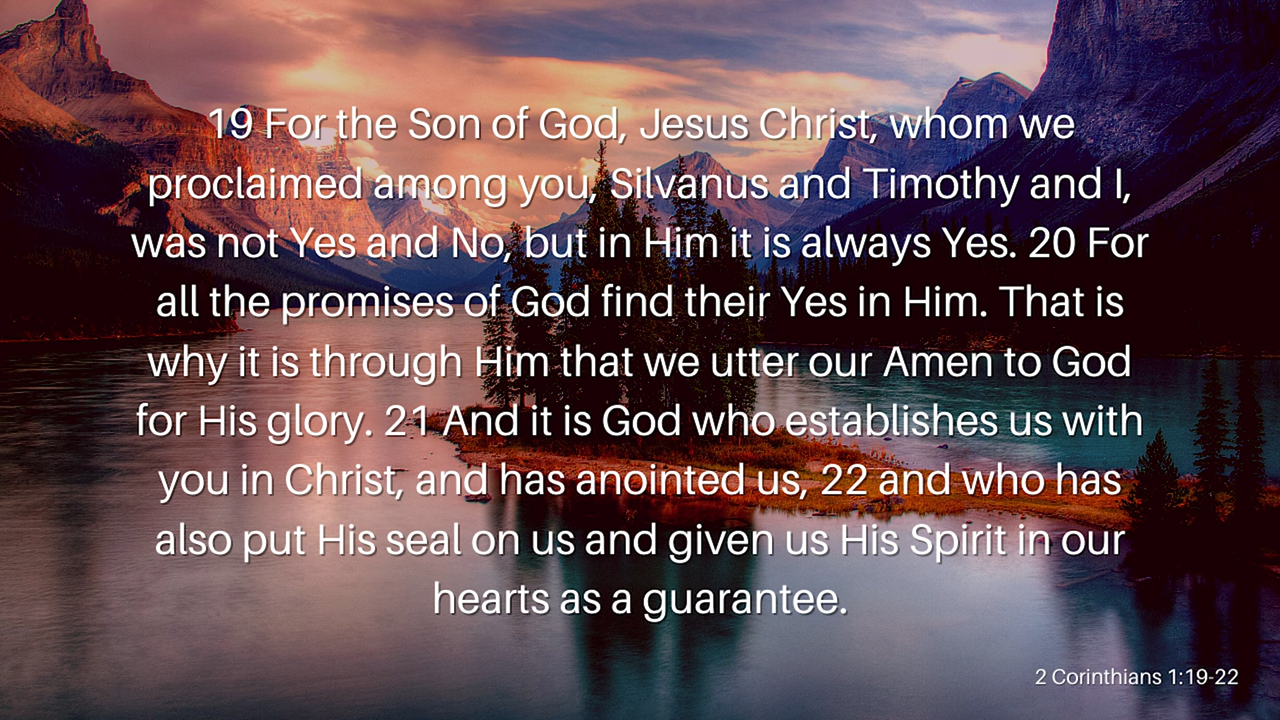 19 For the Son of God, Jesus Christ, whom we
proclaimed among you, Silvanus and Timothy and I,
was not Yes and No, but in Him it is always Yes. 20 For
all the promises of God find their Yes in Him. That is
why it is through Him that we utter our Amen to God
for His glory. 21 And it is God who establishes us with
you in Christ, and has anointed us, 22 and who has
also put His seal on us and given us His Spirit in our
hearts as a guarantee.
2 Corinthians 1:19-22